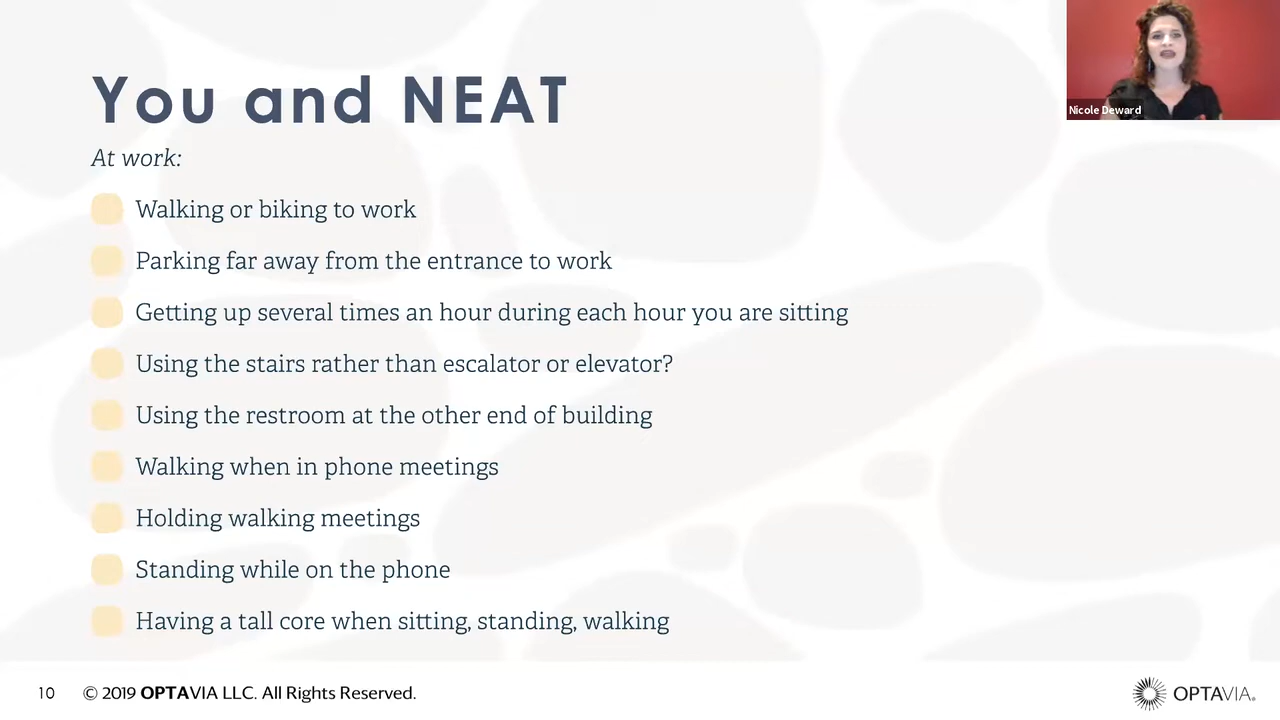 You and NEAT
Nicole Deward
At work:
Walking or biking to work
Parking far away from the entrance to work
Getting up several times an hour during each hour you are sitting
Using the stairs rather than escalator or elevator?
Using the restroom at the other end of building
Walking when in phone meetings
Holding walking meetings
Standing while on the phone
Having a tall core when sitting, standing, walking
10 © 2019 OPTAVIA LLC. All Rights Reserved.
OPTAVIA®